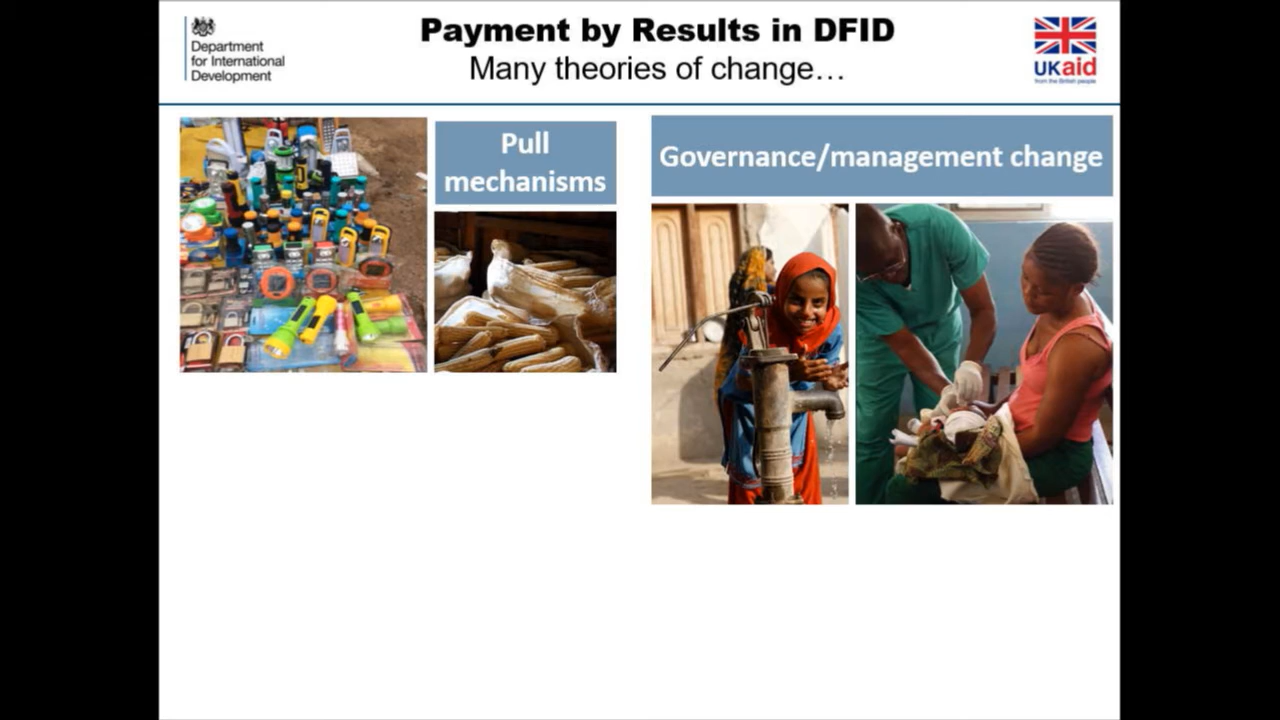 Department
for International
Development
Payment by Results in DFID
Many theories of change…
UKaid
from the British people
Pull
mechanisms
Governance/management change